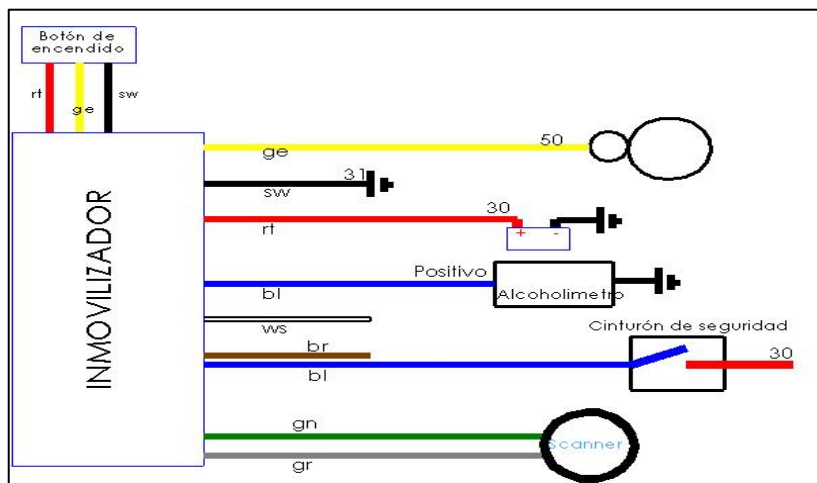 Botón de
encendido
rt
ge
sw
ge
50
31
sw
30
rt
+
-
Positivo
bl
Alcoholimetro
ws
Cinturón de seguridad
br
30
bl
gn
Scanner
gr
INMOVILIZADOR